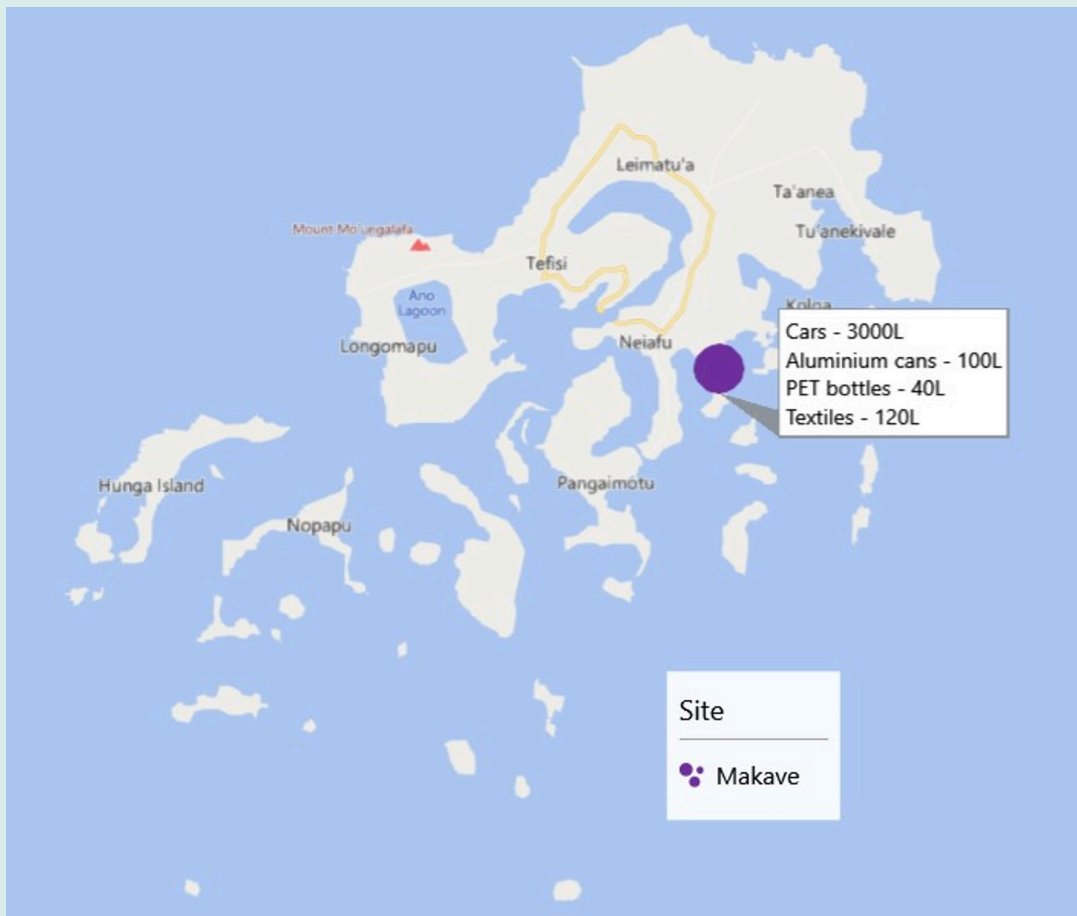 Leimatu'a
Ta'anea
Mount Mo'ungalafa
Tu'anekivale
Tefisi
Ano
Lagoon
Koloa
Neiafu
Longomapu
Cars - 3000L
Aluminium cans - 100L
PET bottles - 40L
Textiles - 120L
Hunga Island
Pangaimotu
Nopapu
Site
Makave